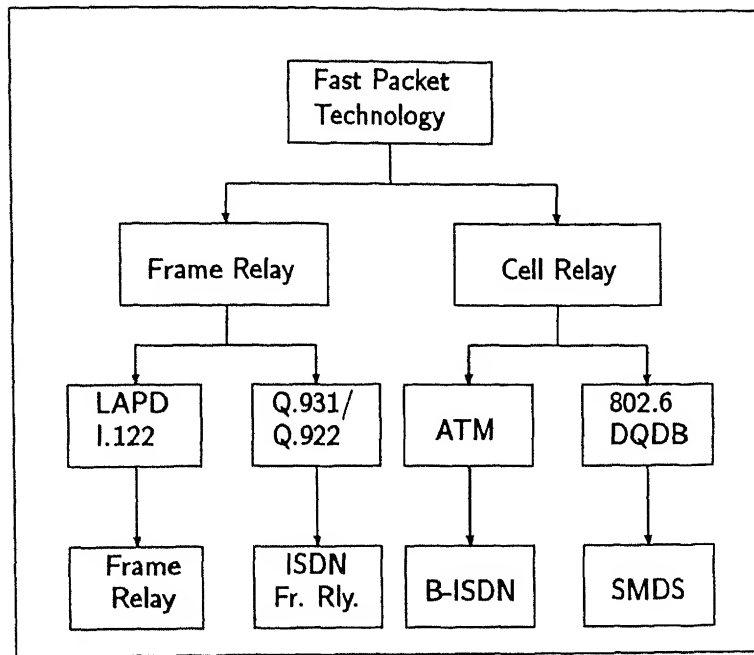 Fast Packet
Technology
Frame Relay
Cell Relay
LAPD
I.122
Q.931/
Q.922
ATM
802.6
DQDB
Frame
Relay
ISDN
Fr. Rly.
B-ISDN
SMDS